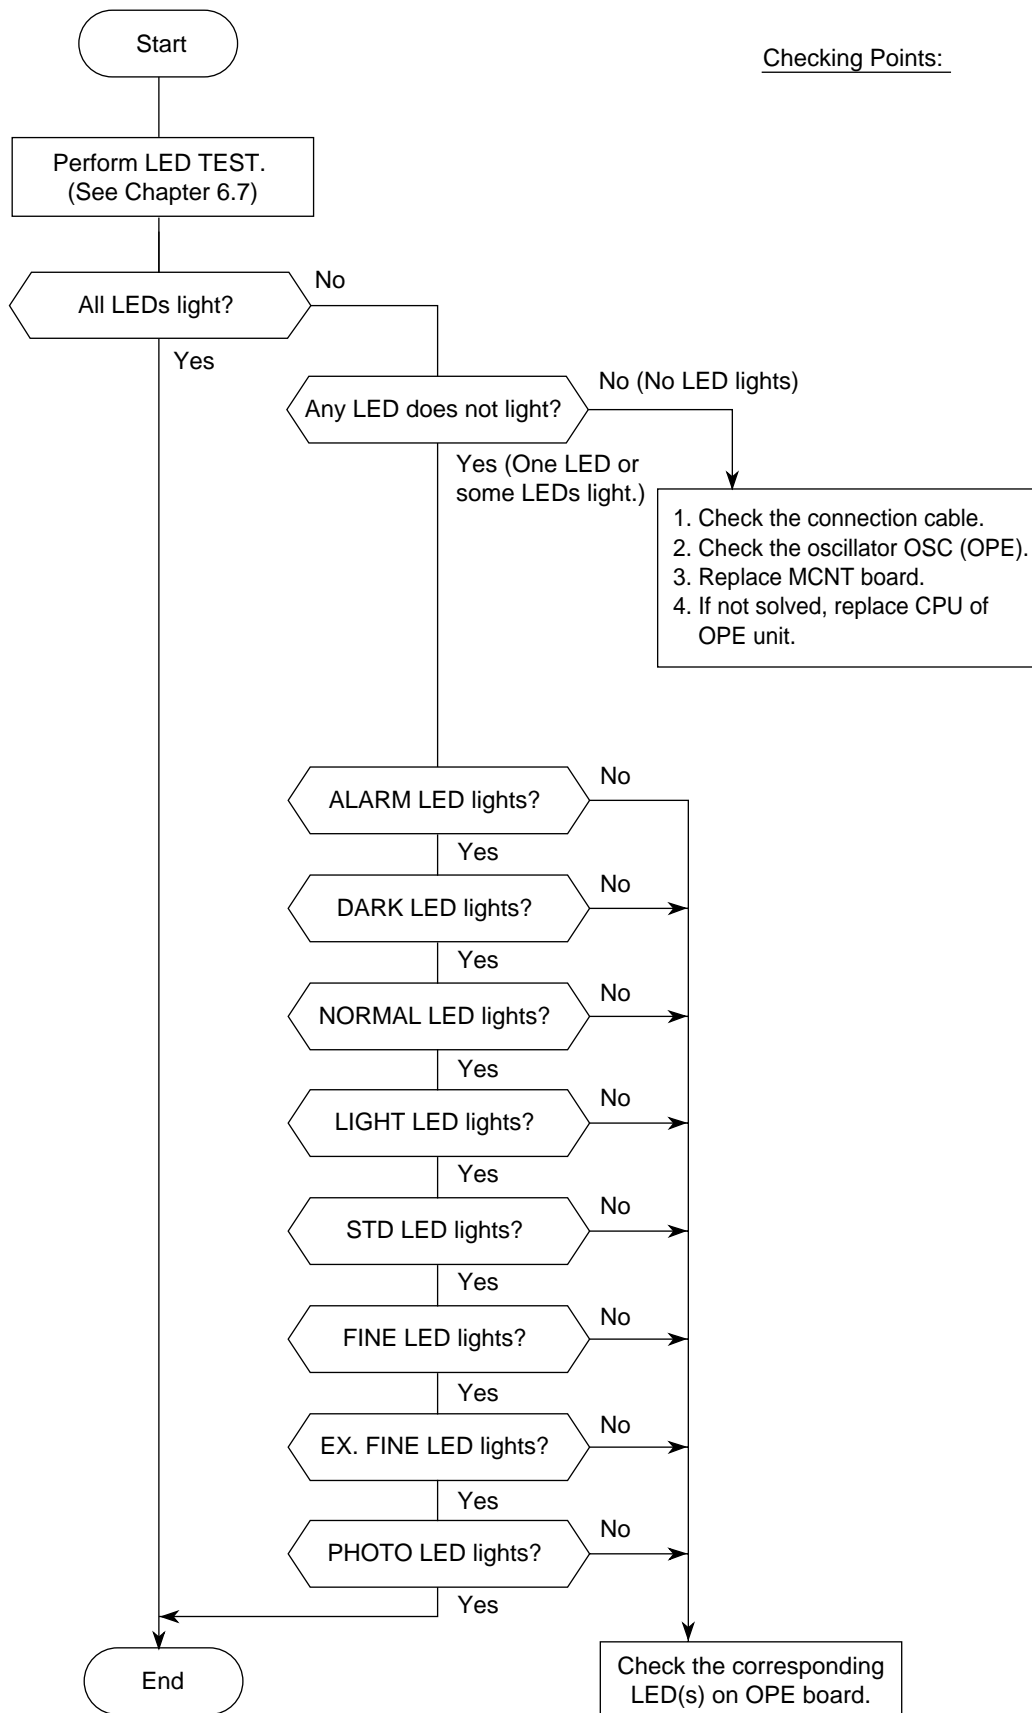 Start
Checking Points:
Perform LED TEST.
(See Chapter 6.7)
All LEDs light?
No
Yes
Any LED does not light?
No (No LED lights)
Yes (One LED or
some LEDs light.)
1. Check the connection cable.
2. Check the oscillator OSC (OPE).
3. Replace MCNT board.
4. If not solved, replace CPU of
OPE unit.
ALARM LED lights?
No
Yes
DARK LED lights?
No
Yes
NORMAL LED lights?
No
Yes
LIGHT LED lights?
No
Yes
STD LED lights?
No
Yes
FINE LED lights?
No
Yes
EX. FINE LED lights?
No
Yes
PHOTO LED lights?
No
Yes
End
Check the corresponding
LED(s) on OPE board.